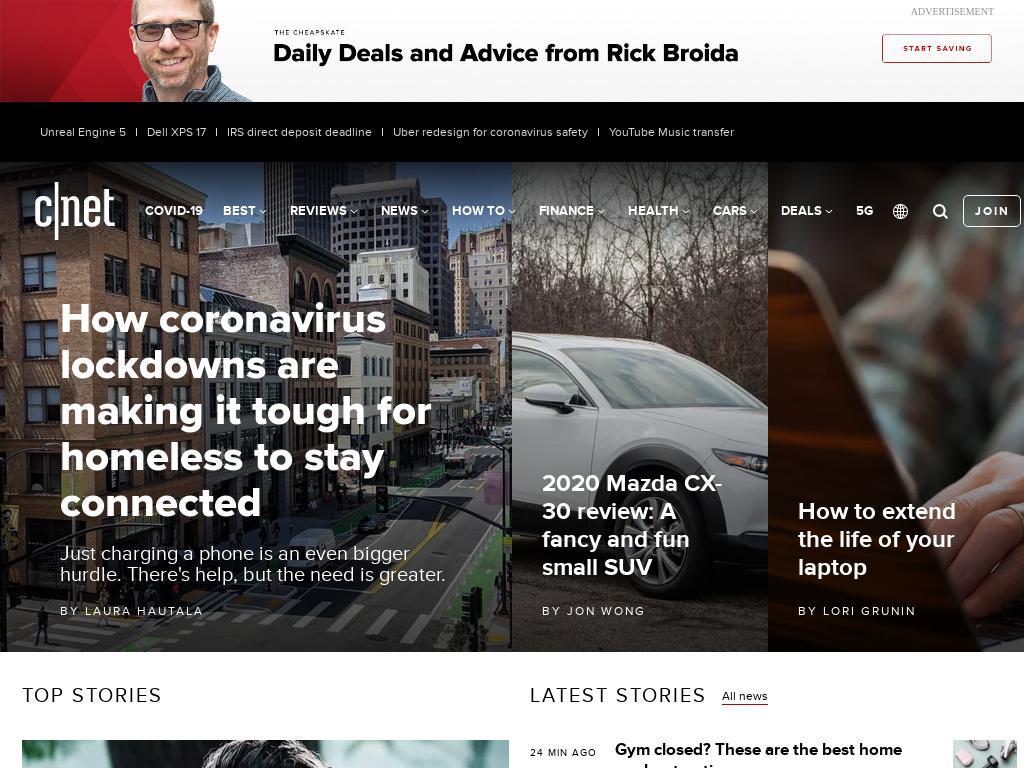 ADVERTISEMENT
THE CHEAPSKATE
Daily Deals and Advice from Rick Broida
START SAVING
Unreal Engine 5 | Dell XPS 17 | IRS direct deposit deadline | Uber redesign for coronavirus safety | YouTube Music transfer
c|net
COVID-19 BEST REVIEWS NEWS HOW TO FINANCE HEALTH CARS DEALS 5G JOIN
How coronavirus
lockdowns are
making it tough for
homeless to stay
connected
Just charging a phone is an even bigger
hurdle. There's help, but the need is greater.
BY LAURA HAUTALA
2020 Mazda CX-
30 review: A
fancy and fun
small SUV
BY JON WONG
How to extend
the life of your
laptop
BY LORI GRUNIN
TOP STORIES
LATEST STORIES All news
24 MIN AGO Gym closed? These are the best home